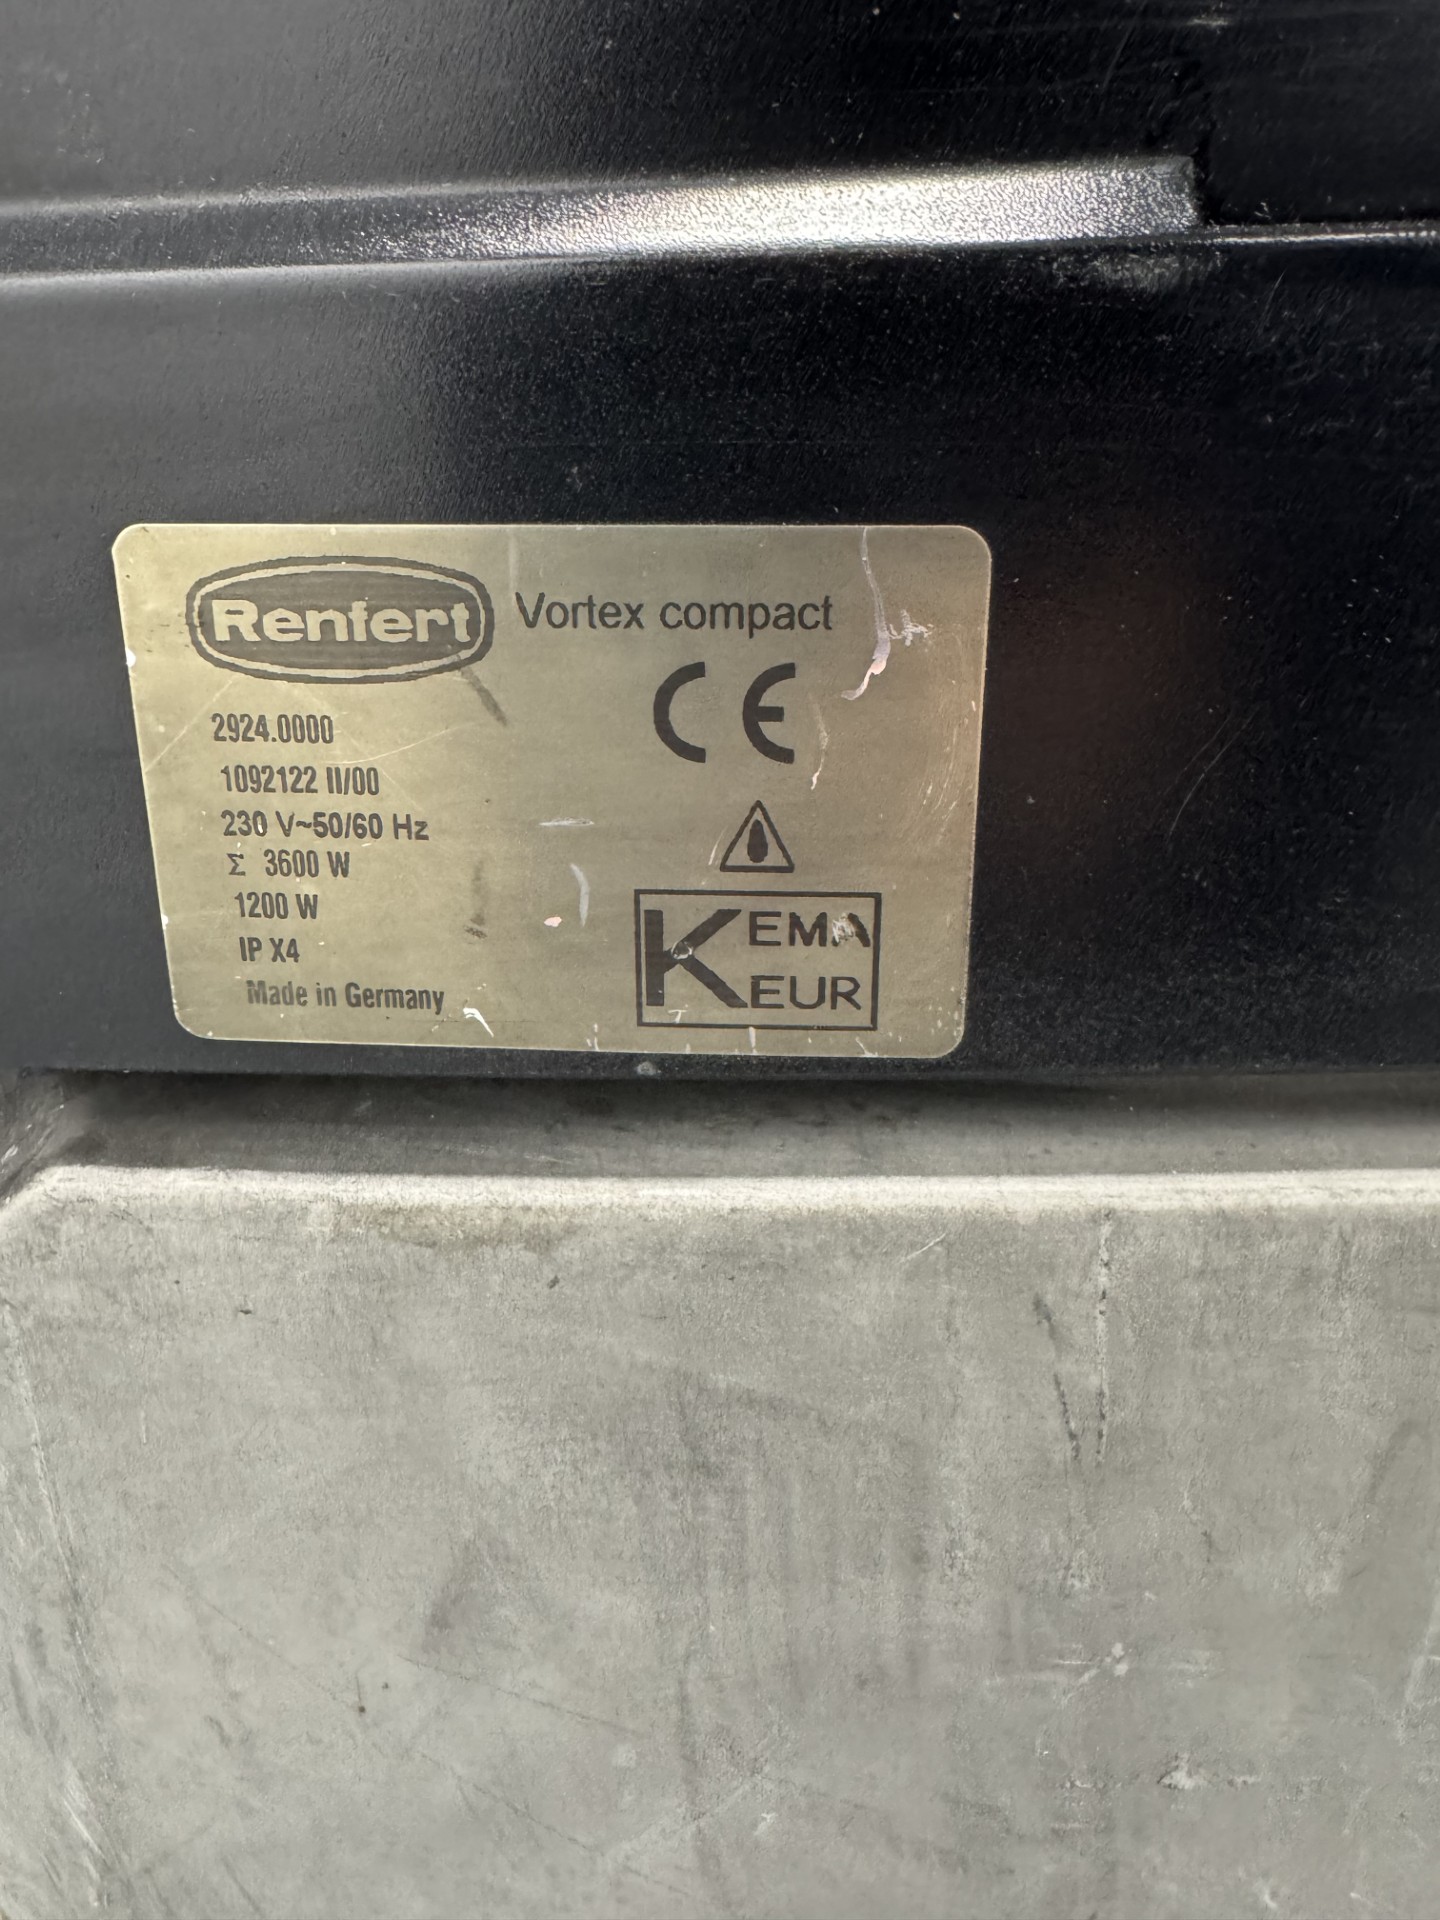 Renfert Vortex compact
CE
2924.0000
1092122 II/00
230 V~50/60 Hz
Σ 3600 W
1200 W
IP X4
Made in Germany
KEMA
KEUR